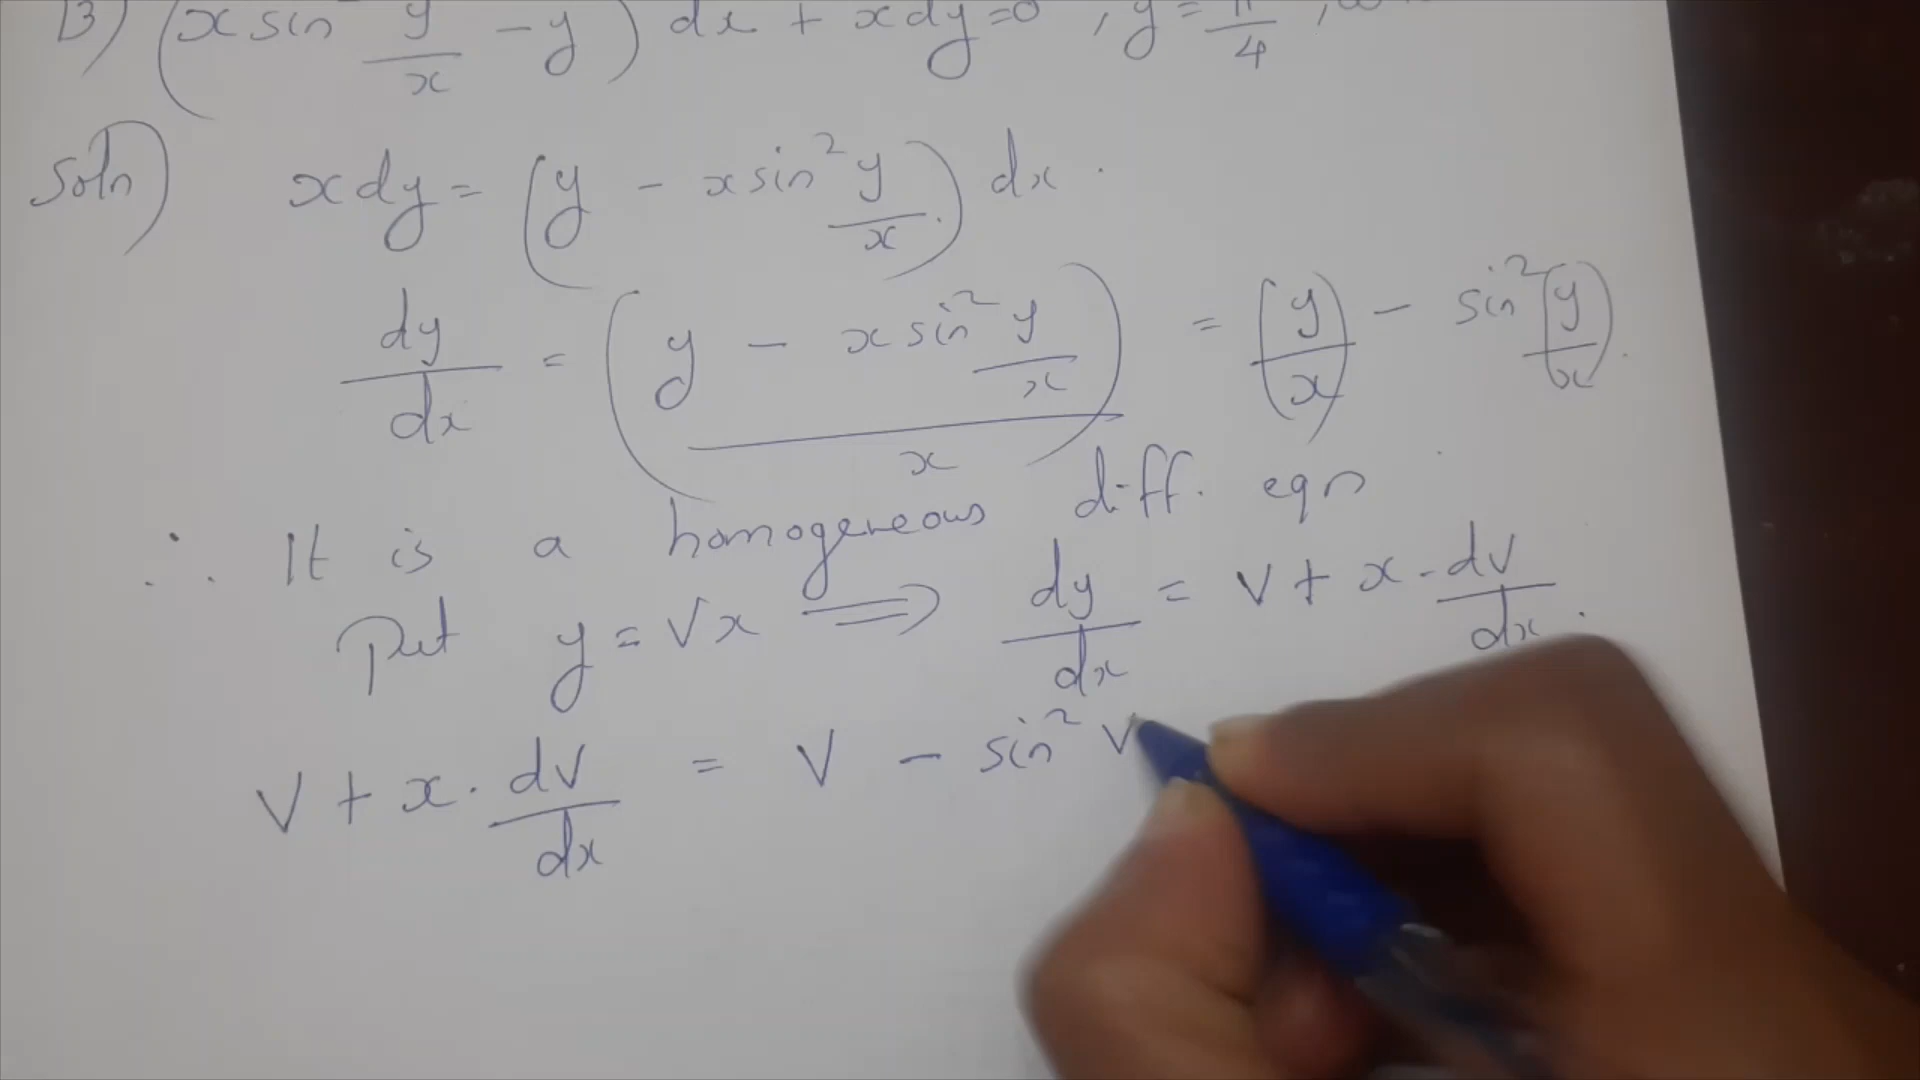 13) (x sin y/x - y) dx + x dy = 0 , y = π/4 ,
Soln) x dy = (y - x sin² y/x) dx .
dy/dx = (y - x sin² y/x)/x = (y/x) - sin² (y/x) .
∴ It is a homogeneous diff. eqn
Put y = vx ⟹ dy/dx = v + x . dv/dx .
v + x . dv/dx = v - sin² v